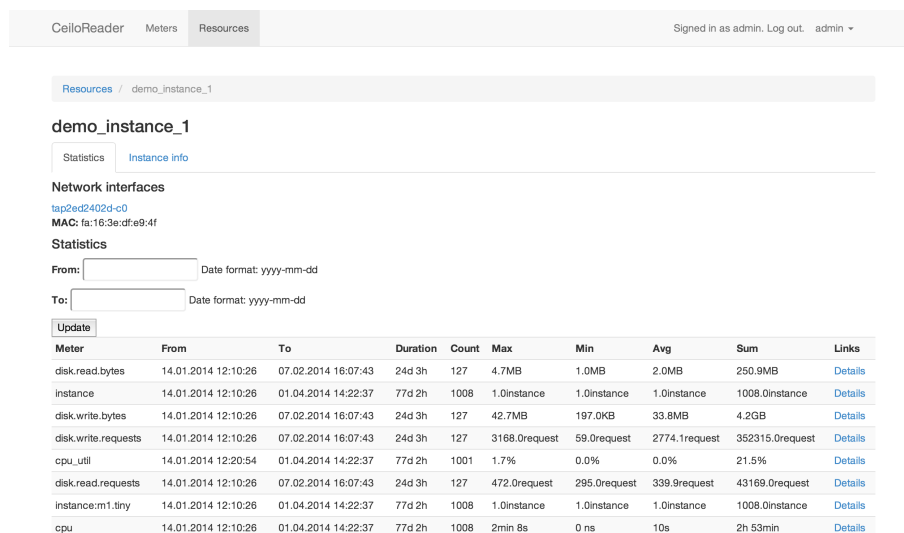 CeiloReader Meters Resources Signed in as admin. Log out. admin
Resources / demo_instance_1
demo_instance_1
Statistics Instance info
Network interfaces
tap2ed2402d-c0
MAC: fa:16:3e:df:e9:4f
Statistics
From: Date format: yyyy-mm-dd
To: Date format: yyyy-mm-dd
Update
Meter From To Duration Count Max Min Avg Sum Links
disk.read.bytes 14.01.2014 12:10:26 07.02.2014 16:07:43 24d 3h 127 4.7MB 1.0MB 2.0MB 250.9MB Details
instance 14.01.2014 12:10:26 01.04.2014 14:22:37 77d 2h 1008 1.0instance 1.0instance 1.0instance 1008.0instance Details
disk.write.bytes 14.01.2014 12:10:26 07.02.2014 16:07:43 24d 3h 127 42.7MB 197.0KB 33.8MB 4.2GB Details
disk.write.requests 14.01.2014 12:10:26 07.02.2014 16:07:43 24d 3h 127 3168.0request 59.0request 2774.1request 352315.0request Details
cpu_util 14.01.2014 12:20:54 01.04.2014 14:22:37 77d 2h 1001 1.7% 0.0% 0.0% 21.5% Details
disk.read.requests 14.01.2014 12:10:26 07.02.2014 16:07:43 24d 3h 127 472.0request 295.0request 339.9request 43169.0request Details
instance:m1.tiny 14.01.2014 12:10:26 01.04.2014 14:22:37 77d 2h 1008 1.0instance 1.0instance 1.0instance 1008.0instance Details
cpu 14.01.2014 12:10:26 01.04.2014 14:22:37 77d 2h 1008 2min 8s 0 ns 10s 2h 53min Details